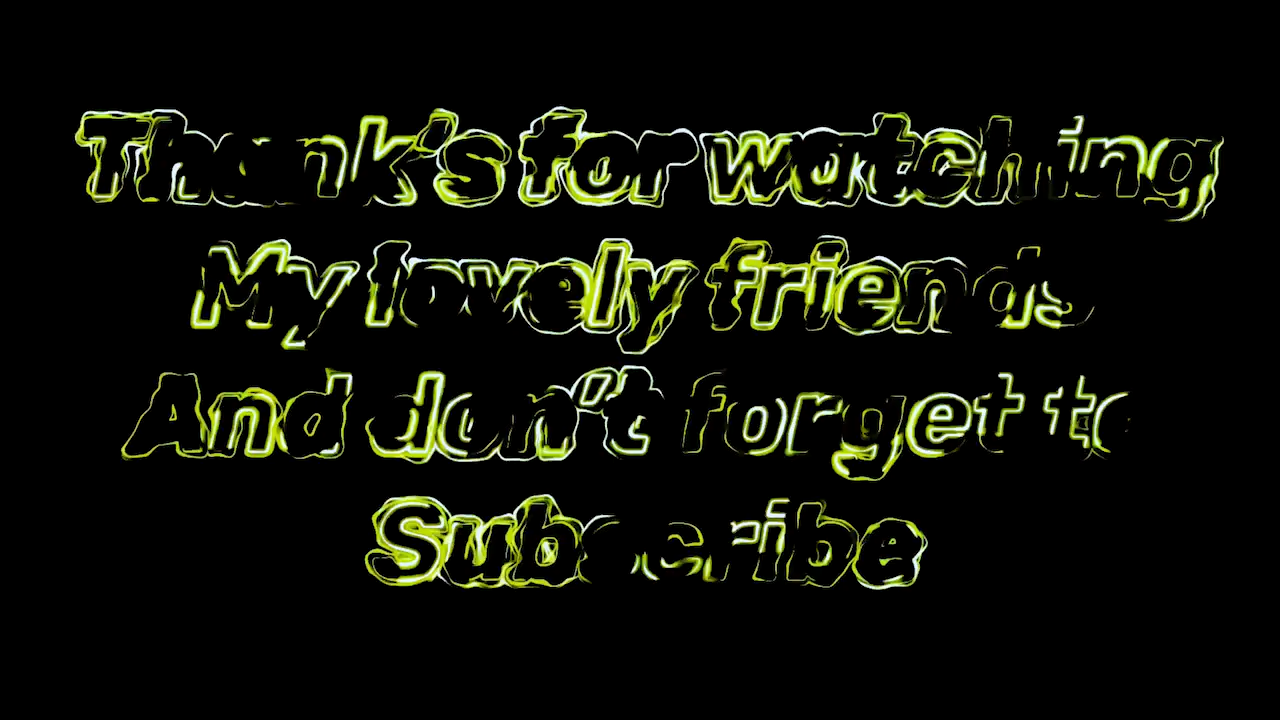 Thank's for watching
My lovely friends
And don't forget to
Subscribe